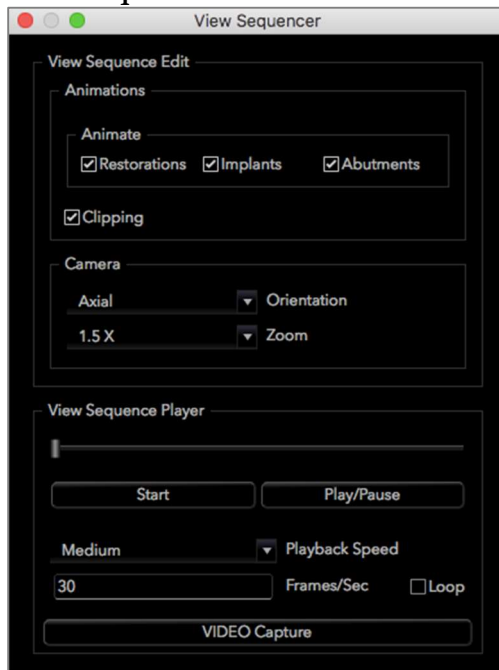 View Sequencer
View Sequence Edit
Animations
Animate
Restorations Implants Abutments
Clipping
Camera
Axial Orientation
1.5 X Zoom
View Sequence Player
Start Play/Pause
Medium Playback Speed
30 Frames/Sec Loop
VIDEO Capture